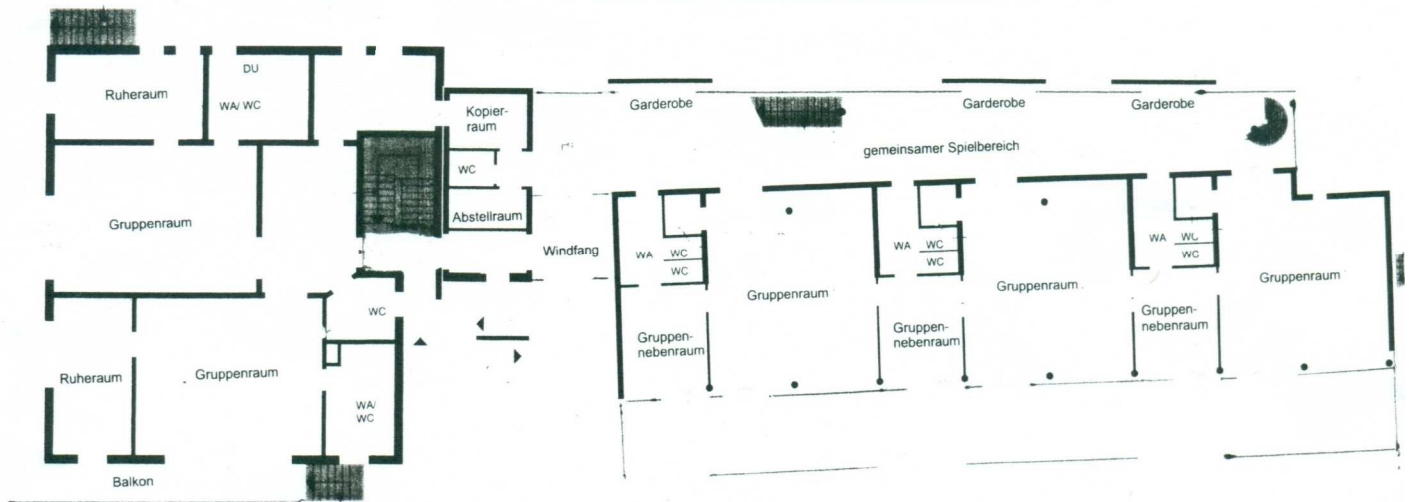 DU
Ruheraum
WA/ WC
Kopier-
raum
WC
Abstellraum
Gruppenraum
Windfang
Garderobe
Garderobe
Garderobe
gemeinsamer Spielbereich
WA
WC
WC
WA
WC
WC
WA
WC
WC
Gruppenraum
Gruppenraum
Gruppenraum
Gruppen-
nebenraum
Gruppen-
nebenraum
Gruppen-
nebenraum
WC
Ruheraum
Gruppenraum
WA/
WC
Balkon